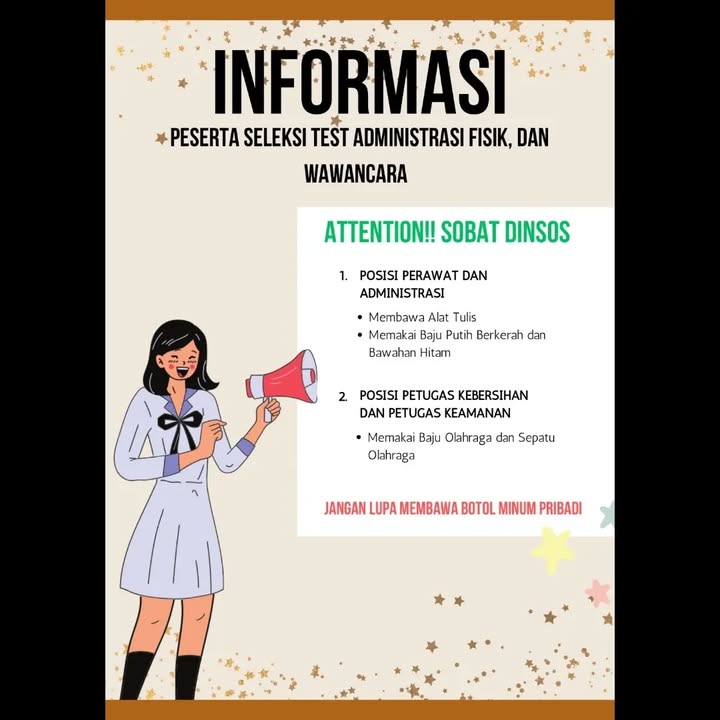 INFORMASI
PESERTA SELEKSI TEST ADMINISTRASI FISIK, DAN
WAWANCARA
ATTENTION!! SOBAT DINSOS
1. POSISI PERAWAT DAN
ADMINISTRASI
• Membawa Alat Tulis
• Memakai Baju Putih Berkerah dan
Bawahan Hitam
2. POSISI PETUGAS KEBERSIHAN
DAN PETUGAS KEAMANAN
• Memakai Baju Olahraga dan Sepatu
Olahraga
JANGAN LUPA MEMBAWA BOTOL MINUM PRIBADI